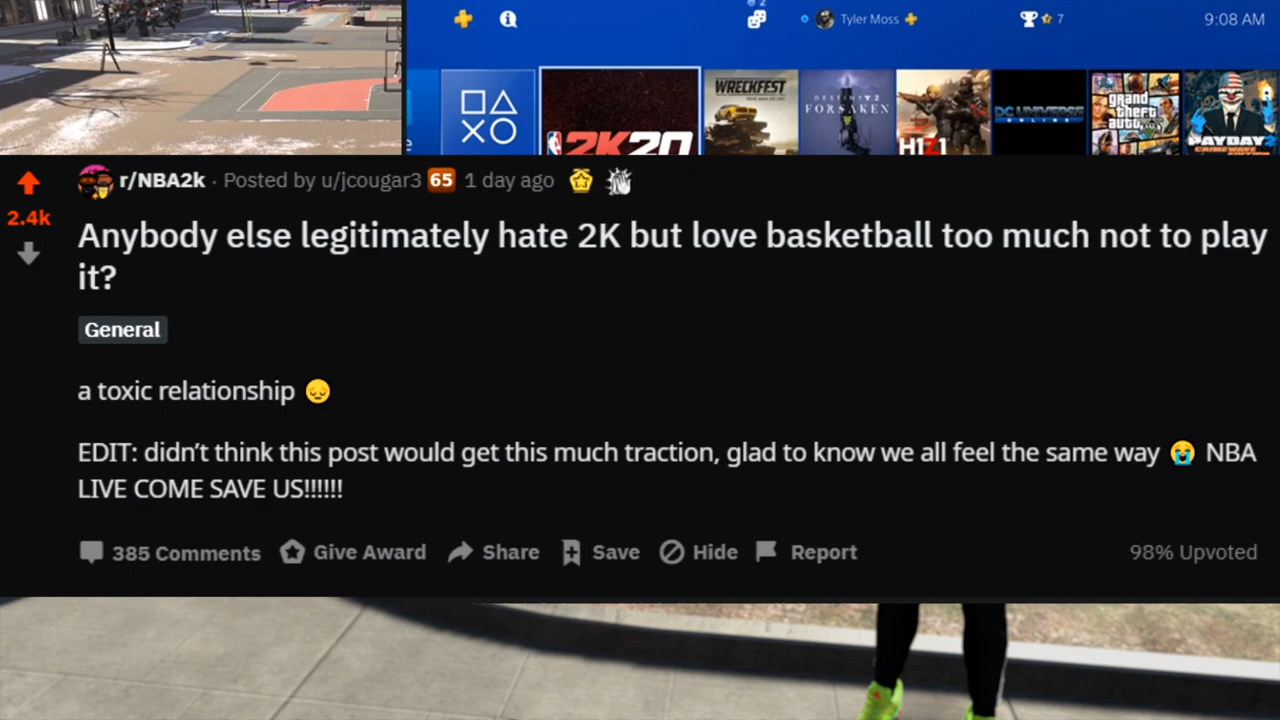 2
Tyler Moss
7
9:08 AM
WRECKFEST
DESTINY 2
FORSAKEN
DC UNIVERSE
ONLINE
grand
theft
auto
PAYDAY
2K20
H1Z1
r/NBA2k · Posted by u/jcougar3 65 1 day ago
2.4k
Anybody else legitimately hate 2K but love basketball too much not to play
it?
General
a toxic relationship 😔
EDIT: didn’t think this post would get this much traction, glad to know we all feel the same way 😭 NBA
LIVE COME SAVE US!!!!!!
385 Comments Give Award Share Save Hide Report 98% Upvoted